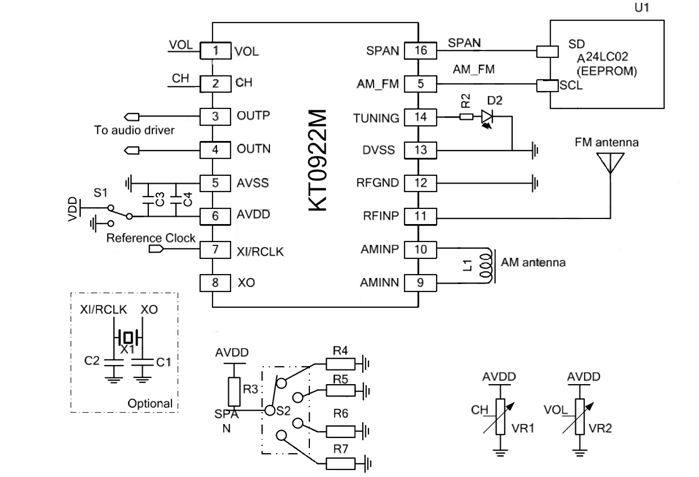 U1
VOL 1 VOL
CH 2 CH
3 OUTP
To audio driver
4 OUTN
5 AVSS
S1 C3 C4
VDD 6 AVDD
Reference Clock 7 XI/RCLK
8 XO
KT0922M
SPAN 16 SPAN
AM_FM 5 AM_FM
TUNING 14 R2 D2
DVSS 13
RFGND 12
RFINP 11
AMINP 10
AMINN 9
L1 AM antenna
FM antenna
SD
A 24LC02
(EEPROM)
SCL
XI/RCLK XO
X1
C2 C1
Optional
AVDD
R3
SPA
N
S2
R4
R5
R6
R7
AVDD AVDD
CH VR1
VOL VR2